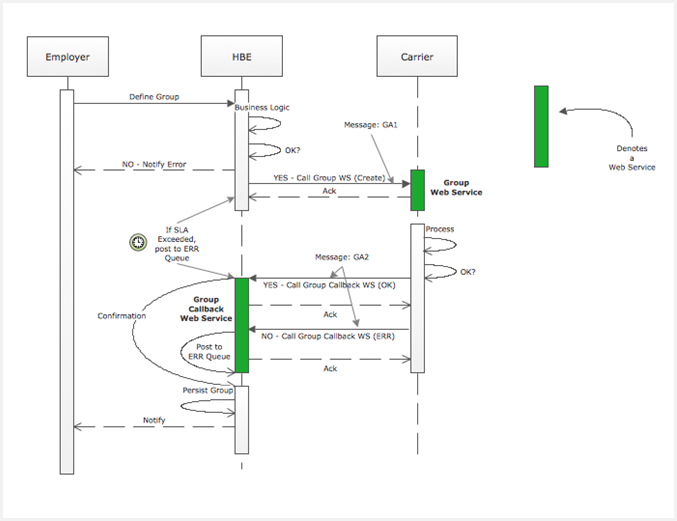 Employer
HBE
Carrier
Define Group
Business Logic
OK?
Message: GA1
Denotes
a
Web Service
NO - Notify Error
YES - Call Group WS (Create)
Ack
Group
Web Service
If SLA
Exceeded,
post to ERR
Queue
Process
OK?
Message: GA2
YES - Call Group Callback WS (OK)
Group
Callback
Web Service
Confirmation
Ack
NO - Call Group Callback WS (ERR)
Post to
ERR Queue
Ack
Persist Group
Notify